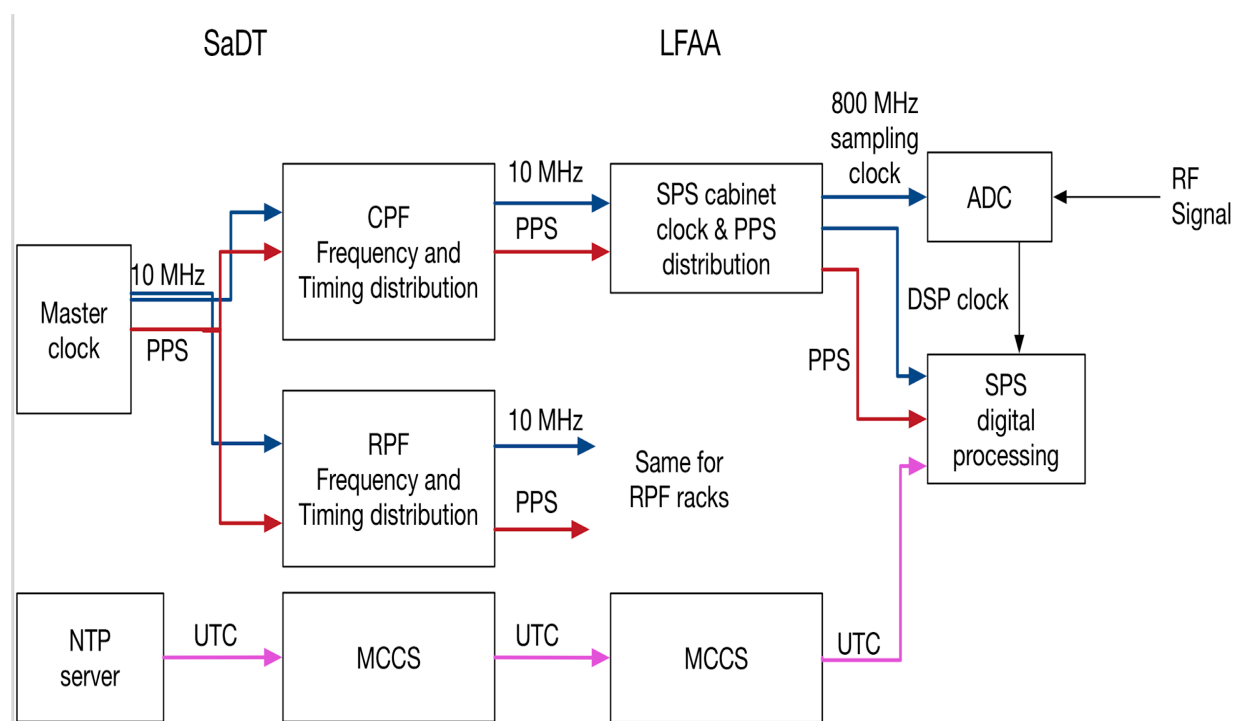 SaDT
LFAA
800 MHz
sampling
clock
10 MHz
CPF
Frequency and
Timing distribution
PPS
SPS cabinet
clock & PPS
distribution
ADC
RF
Signal
10 MHz
Master
clock
PPS
DSP clock
PPS
SPS
digital
processing
10 MHz
RPF
Frequency and
Timing distribution
PPS
Same for
RPF racks
NTP
server
UTC
MCCS
UTC
MCCS
UTC